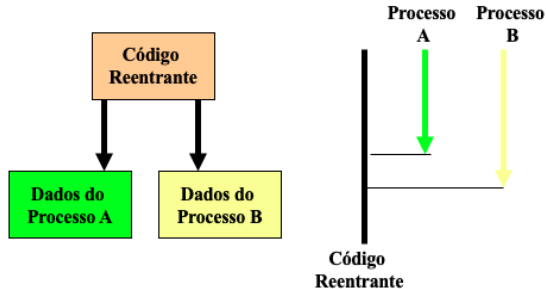 Código
Reentrante
Dados do
Processo A
Dados do
Processo B
Processo
A
Processo
B
Código
Reentrante